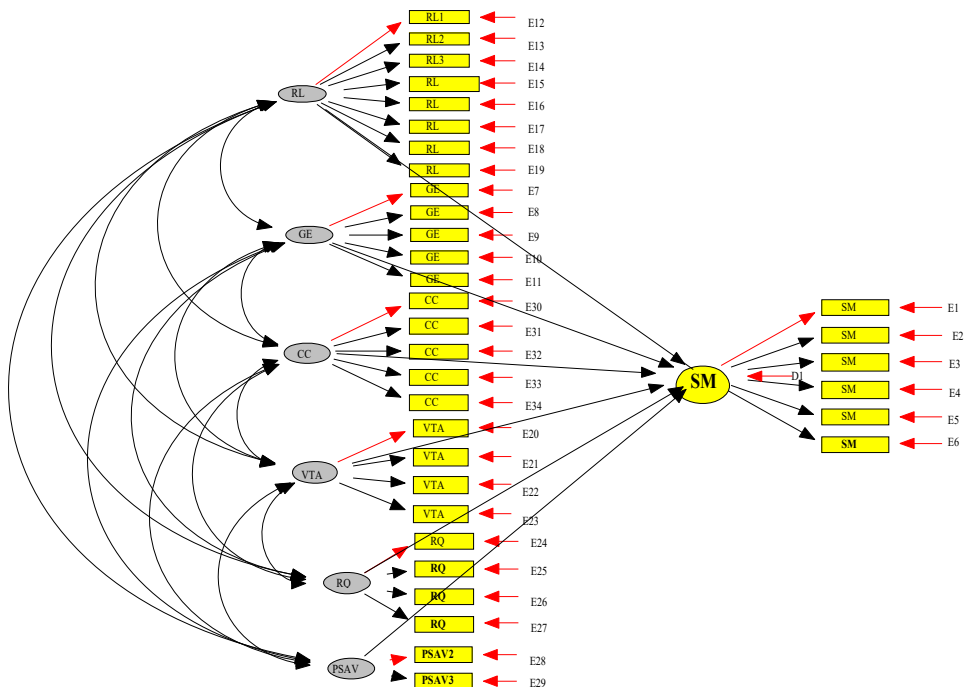 RL1 E12
RL2 E13
RL3 E14
RL E15
RL
RL E16
RL E17
RL E18
RL E19
GE E7
GE E8
GE
GE E9
GE E10
GE E11
CC E30
CC E31
CC
CC E32
CC E33
CC E34
VTA E20
VTA E21
VTA
VTA E22
VTA E23
RQ E24
RQ E25
RQ
RQ E26
RQ E27
PSAV2 E28
PSAV
PSAV3 E29
SM
D1
SM E1
SM E2
SM E3
SM E4
SM E5
SM E6